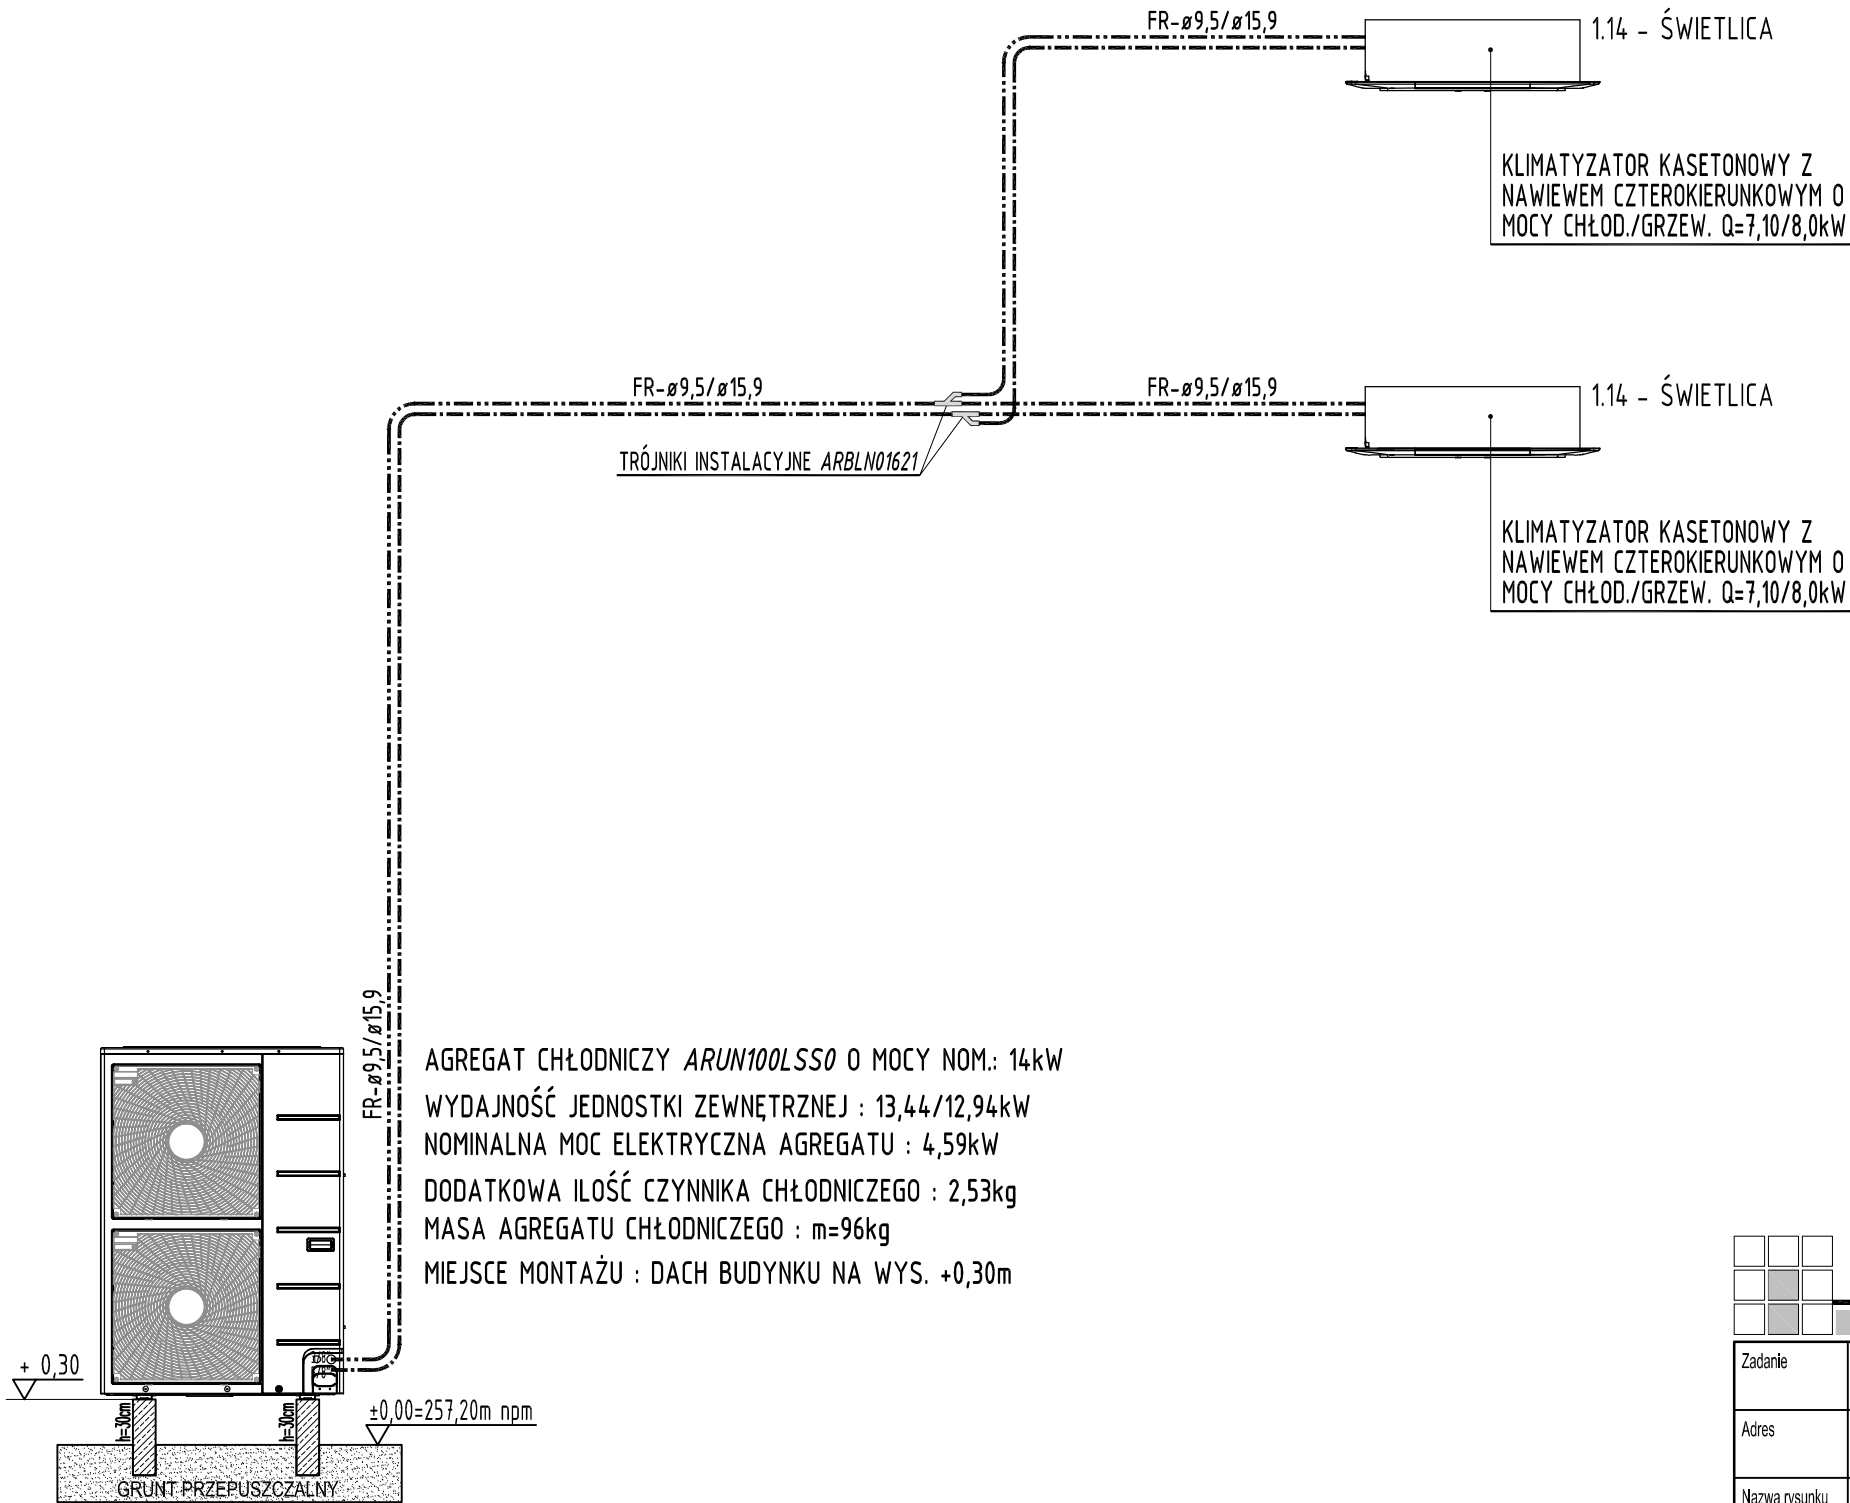 FR-ø9,5/ø15,9
1.14 - ŚWIETLICA
KLIMATYZATOR KASETONOWY Z
NAWIEWEM CZTEROKIERUNKOWYM O
MOCY CHŁOD./GRZEW. Q=7,10/8,0kW
FR-ø9,5/ø15,9
FR-ø9,5/ø15,9
1.14 - ŚWIETLICA
TRÓJNIKI INSTALACYJNE ARBLN01621
KLIMATYZATOR KASETONOWY Z
NAWIEWEM CZTEROKIERUNKOWYM O
MOCY CHŁOD./GRZEW. Q=7,10/8,0kW
FR-ø9,5/ø15,9
AGREGAT CHŁODNICZY ARUN100LSS0 O MOCY NOM.: 14kW
WYDAJNOŚĆ JEDNOSTKI ZEWNĘTRZNEJ : 13,44/12,94kW
NOMINALNA MOC ELEKTRYCZNA AGREGATU : 4,59kW
DODATKOWA ILOŚĆ CZYNNIKA CHŁODNICZEGO : 2,53kg
MASA AGREGATU CHŁODNICZEGO : m=96kg
MIEJSCE MONTAŻU : DACH BUDYNKU NA WYS. +0,30m
+ 0,30
h=30cm
h=30cm
±0,00=257,20m npm
GRUNT PRZEPUSZCZALNY
Zadanie
Adres
Nazwa rysunku